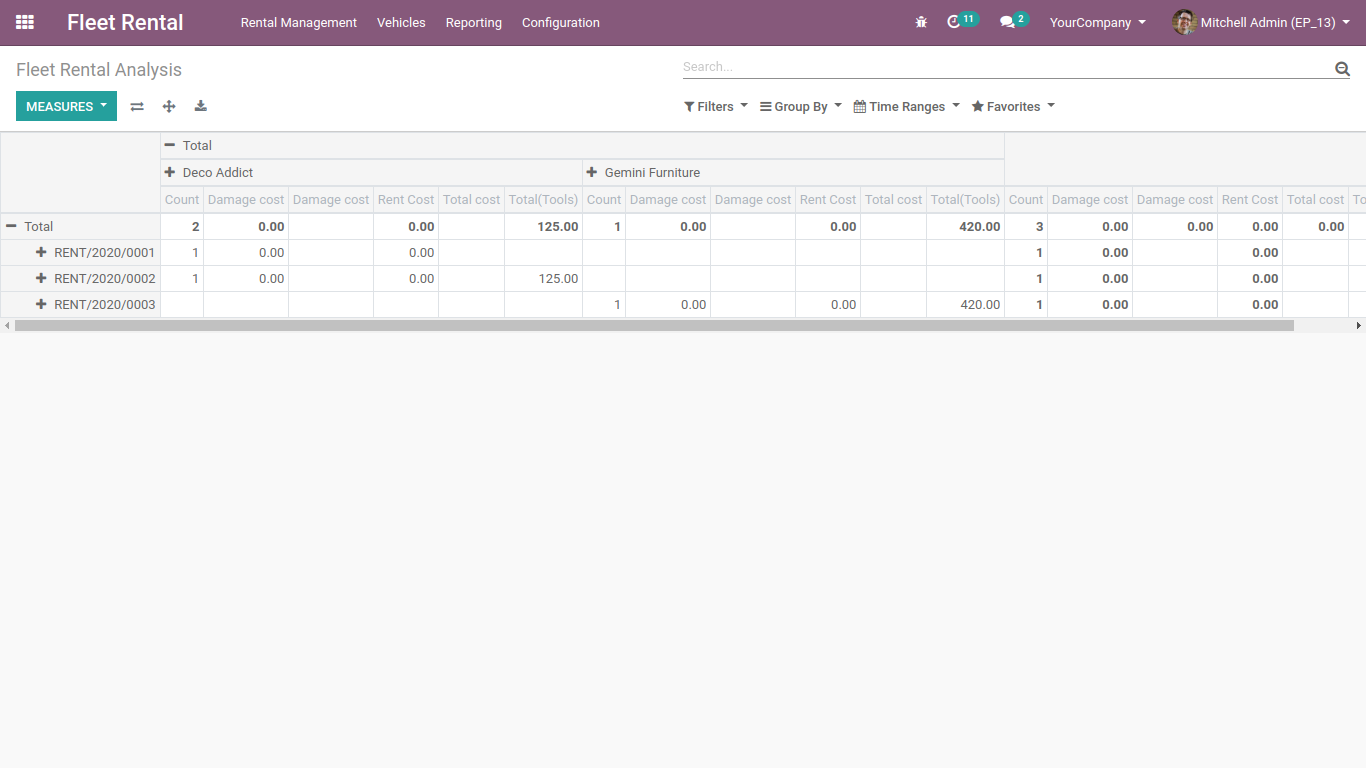 Fleet Rental Rental Management Vehicles Reporting Configuration 11 2 YourCompany Mitchell Admin (EP_13)
Fleet Rental Analysis Search...
MEASURES Filters Group By Time Ranges Favorites
Total
Deco Addict Gemini Furniture
Count Damage cost Damage cost Rent Cost Total cost Total(Tools) Count Damage cost Damage cost Rent Cost Total cost Total(Tools) Count Damage cost Damage cost Rent Cost Total cost To
Total 2 0.00 0.00 125.00 1 0.00 0.00 420.00 3 0.00 0.00 0.00 0.00
RENT/2020/0001 1 0.00 0.00 1 0.00 0.00
RENT/2020/0002 1 0.00 0.00 125.00 1 0.00 0.00
RENT/2020/0003 1 0.00 0.00 420.00 1 0.00 0.00